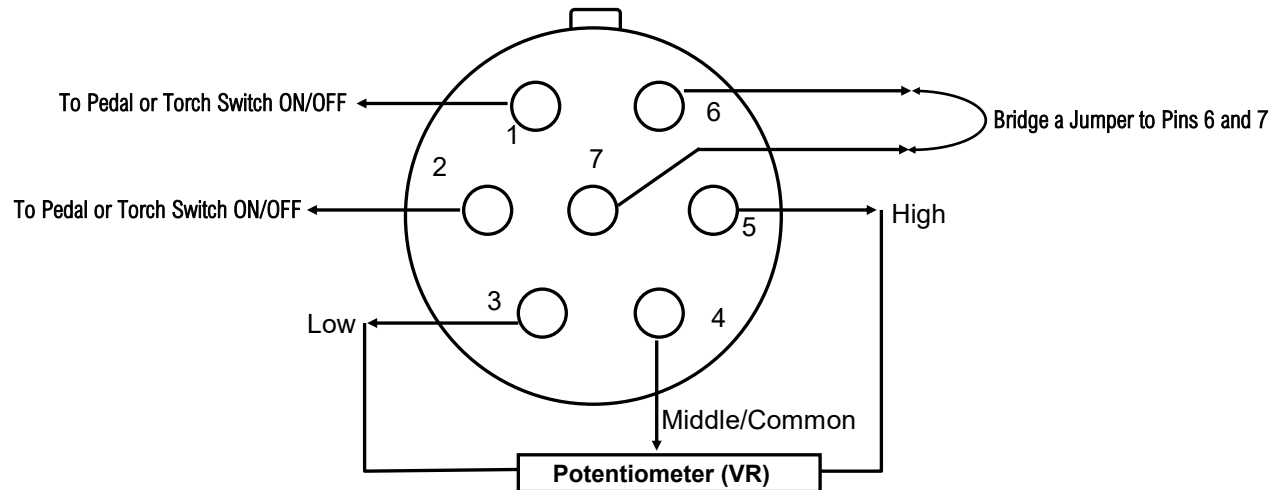 To Pedal or Torch Switch ON/OFF
1
6
Bridge a Jumper to Pins 6 and 7
2
7
To Pedal or Torch Switch ON/OFF
5
High
3
4
Low
Middle/Common
Potentiometer (VR)